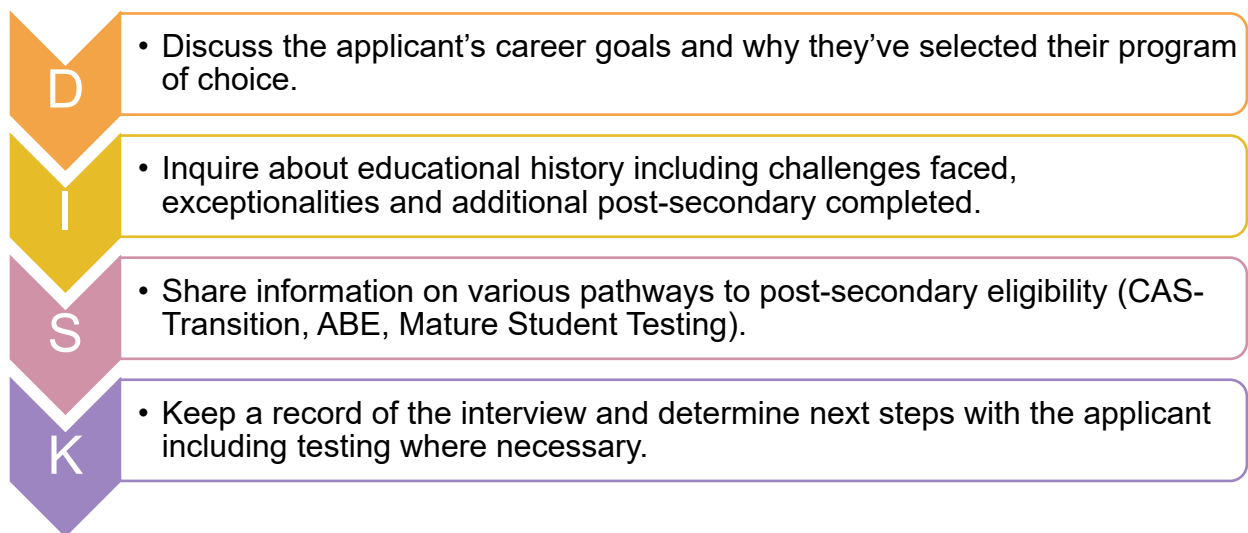 D
• Discuss the applicant’s career goals and why they’ve selected their program
of choice.
I
• Inquire about educational history including challenges faced,
exceptionalities and additional post-secondary completed.
S
• Share information on various pathways to post-secondary eligibility (CAS-
Transition, ABE, Mature Student Testing).
K
• Keep a record of the interview and determine next steps with the applicant
including testing where necessary.